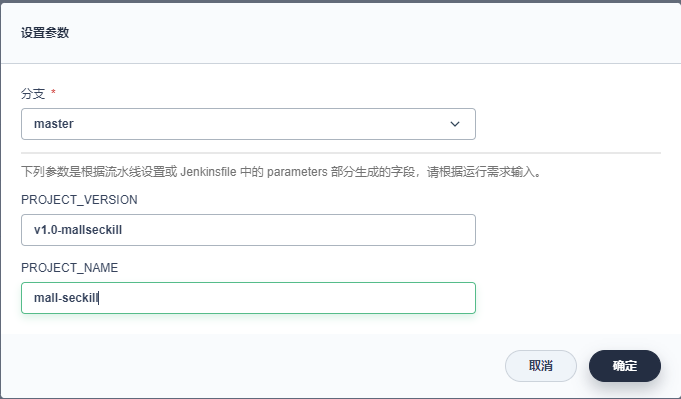 设置参数
分支 *
master
下列参数是根据流水线设置或 Jenkinsfile 中的 parameters 部分生成的字段，请根据运行需求输入。
PROJECT_VERSION
v1.0-mallseckill
PROJECT_NAME
mall-seckill
取消 确定